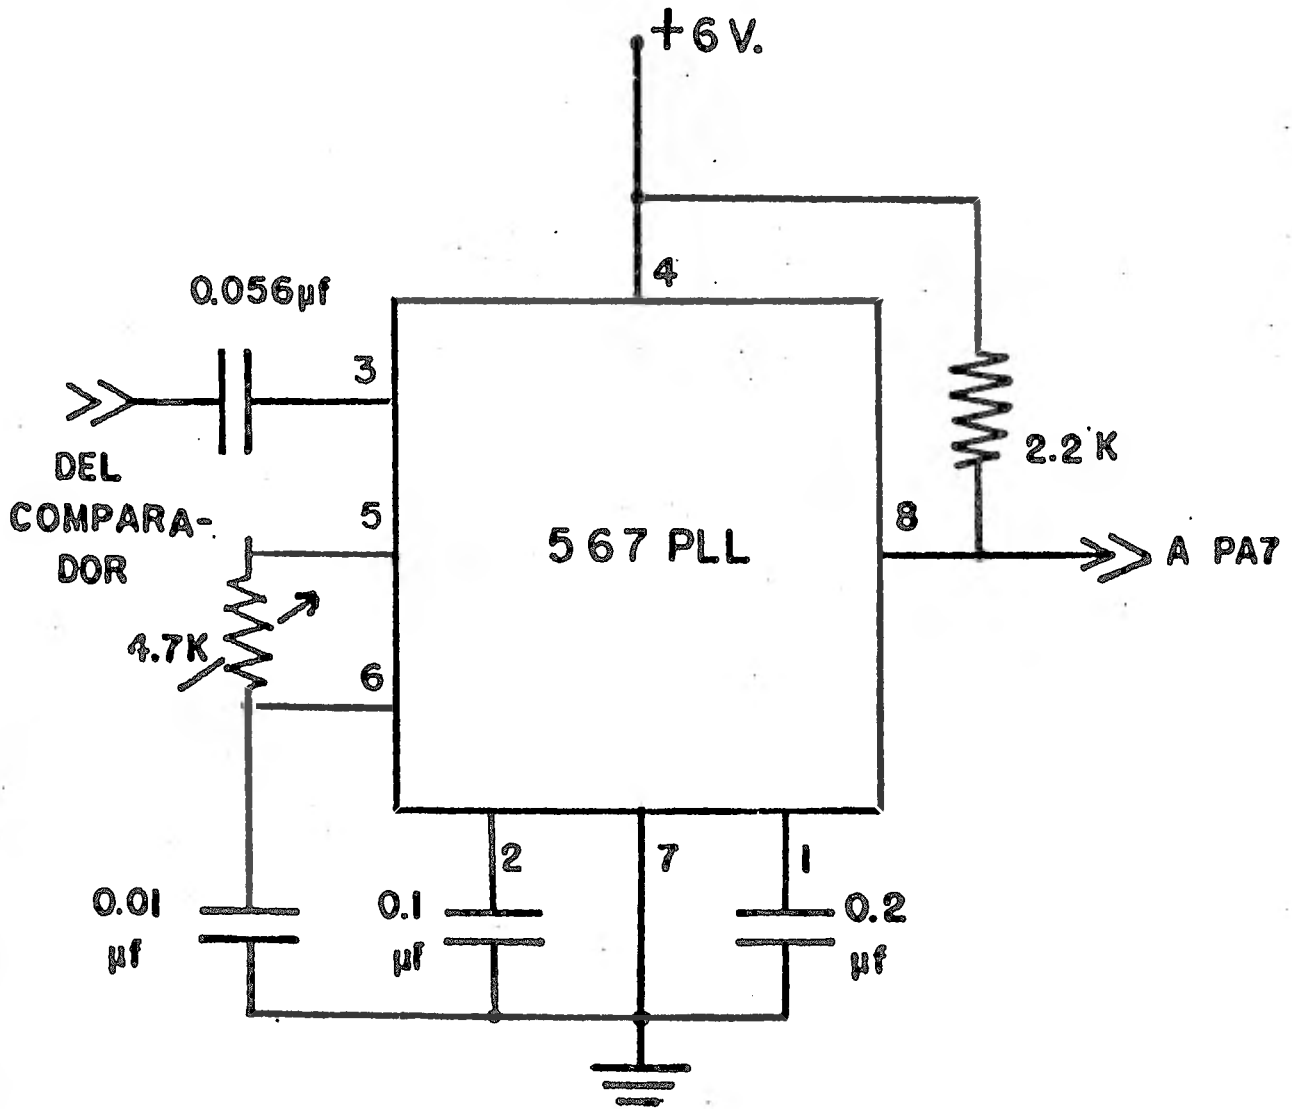 +6 V.
4
0.056µf
3
DEL
COMPARA-
DOR
5
4.7K
6
567 PLL
8
2.2 K
A PA7
2
7
1
0.01
µf
0.1
µf
0.2
µf